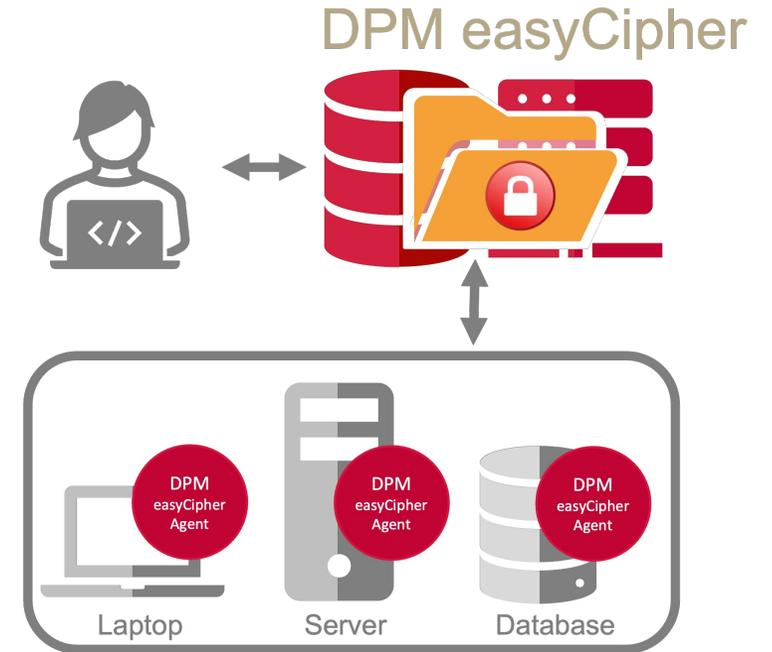 DPM easyCipher
</>
DPM
easyCipher
Agent
DPM
easyCipher
Agent
DPM
easyCipher
Agent
Laptop
Server
Database